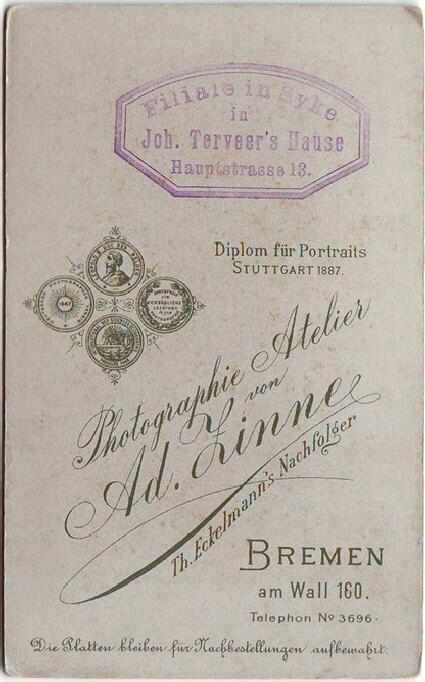 Filiale in Syke
in
Joh. Terveer's Hause
Hauptstrasse 13.
Diplom für Portraits
STUTTGART 1887.
Photographie Atelier
von
Ad. Zinne
Th. Eckelmann's Nachfolger
BREMEN
am Wall 160.
Telephon No 3696.
Die Platten bleiben für Nachbestellungen aufbewahrt.